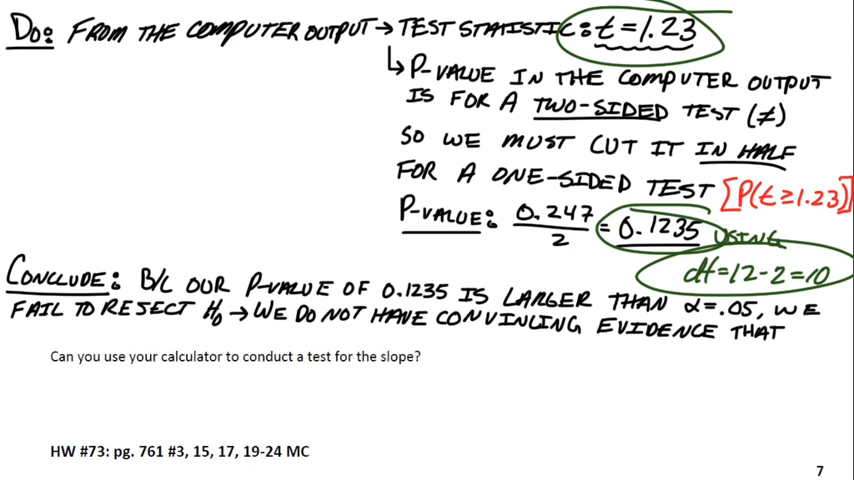 DO: FROM THE COMPUTER OUTPUT → TEST STATISTIC: t=1.23
↳ P-VALUE IN THE COMPUTER OUTPUT
IS FOR A TWO-SIDED TEST (≠)
SO WE MUST CUT IT IN HALF
FOR A ONE-SIDED TEST [P(t≥1.23)]
P-VALUE: 0.247/2 = 0.1235 USING
df=12-2=10
CONCLUDE: B/C OUR P-VALUE OF 0.1235 IS LARGER THAN α=.05, WE
FAIL TO REJECT H₀ → WE DO NOT HAVE CONVINCING EVIDENCE THAT
Can you use your calculator to conduct a test for the slope?
HW #73: pg. 761 #3, 15, 17, 19-24 MC
7